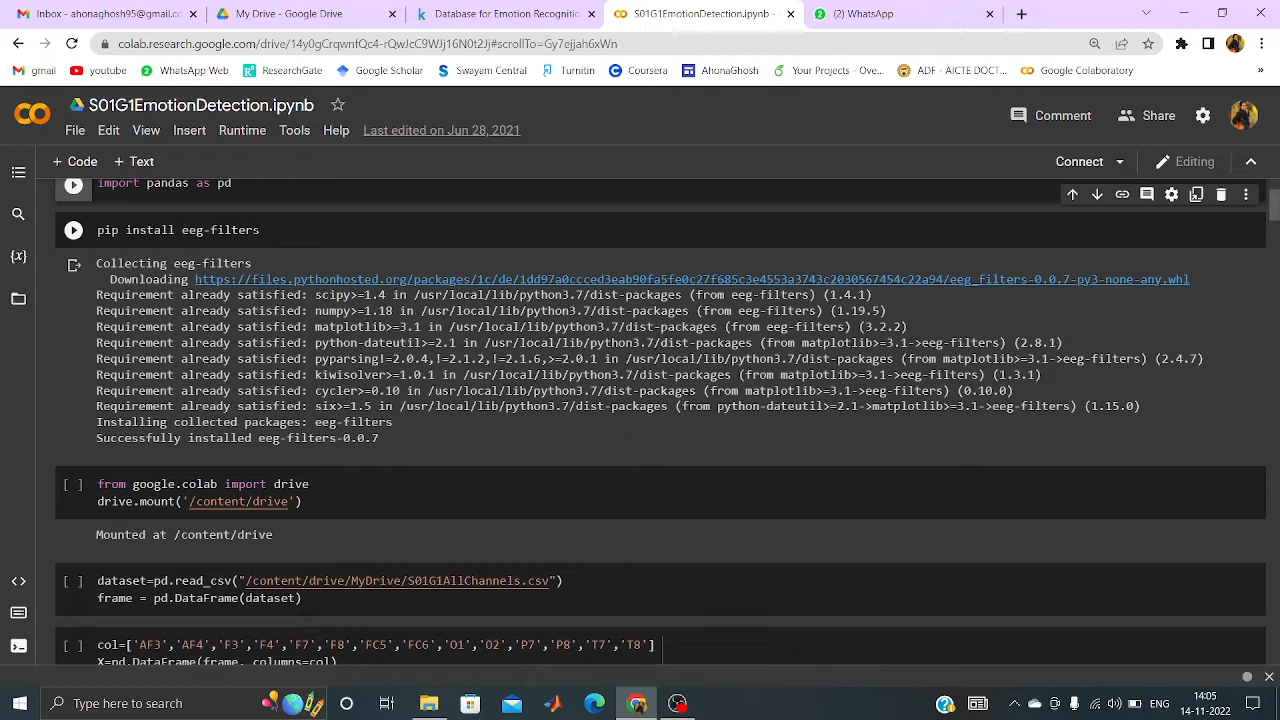 Inbox - ahonaghosh95@gmail.co
My Drive - Google Drive
Database for Emotion Recognitio
S01G1EmotionDetection.ipynb -
(2) WhatsApp
colab.research.google.com/drive/14y0gCrqwnfQc4-rQwJcC9WJj16N0t2Jj#scrollTo=Gy7ejjah6xWn
gmail
youtube
WhatsApp Web
ResearchGate
Google Scholar
Swayam Central
Turnitin
Coursera
AhonaGhosh
Your Projects - Ove...
ADF - AICTE DOCT...
Google Colaboratory
»
S01G1EmotionDetection.ipynb
File Edit View Insert Runtime Tools Help Last edited on Jun 28, 2021
Comment
Share
+ Code + Text
Connect
Editing
import pandas as pd
pip install eeg-filters
Collecting eeg-filters
Downloading https://files.pythonhosted.org/packages/1c/de/1dd97a0ccced3eab90fa5fe0c27f685c3e4553a3743c2030567454c22a94/eeg_filters-0.0.7-py3-none-any.whl
Requirement already satisfied: scipy>=1.4 in /usr/local/lib/python3.7/dist-packages (from eeg-filters) (1.4.1)
Requirement already satisfied: numpy>=1.18 in /usr/local/lib/python3.7/dist-packages (from eeg-filters) (1.19.5)
Requirement already satisfied: matplotlib>=3.1 in /usr/local/lib/python3.7/dist-packages (from eeg-filters) (3.2.2)
Requirement already satisfied: python-dateutil>=2.1 in /usr/local/lib/python3.7/dist-packages (from matplotlib>=3.1->eeg-filters) (2.8.1)
Requirement already satisfied: pyparsing!=2.0.4,!=2.1.2,!=2.1.6,>=2.0.1 in /usr/local/lib/python3.7/dist-packages (from matplotlib>=3.1->eeg-filters) (2.4.7)
Requirement already satisfied: kiwisolver>=1.0.1 in /usr/local/lib/python3.7/dist-packages (from matplotlib>=3.1->eeg-filters) (1.3.1)
Requirement already satisfied: cycler>=0.10 in /usr/local/lib/python3.7/dist-packages (from matplotlib>=3.1->eeg-filters) (0.10.0)
Requirement already satisfied: six>=1.5 in /usr/local/lib/python3.7/dist-packages (from python-dateutil>=2.1->matplotlib>=3.1->eeg-filters) (1.15.0)
Installing collected packages: eeg-filters
Successfully installed eeg-filters-0.0.7
[ ] from google.colab import drive
drive.mount('/content/drive')
Mounted at /content/drive
[ ] dataset=pd.read_csv("/content/drive/MyDrive/S01G1AllChannels.csv")
frame = pd.DataFrame(dataset)
[ ] col=['AF3','AF4','F3','F4','F7','F8','FC5','FC6','O1','O2','P7','P8','T7','T8']
X=pd.DataFrame(frame, columns=col)
Type here to search
ENG
14:05
14-11-2022